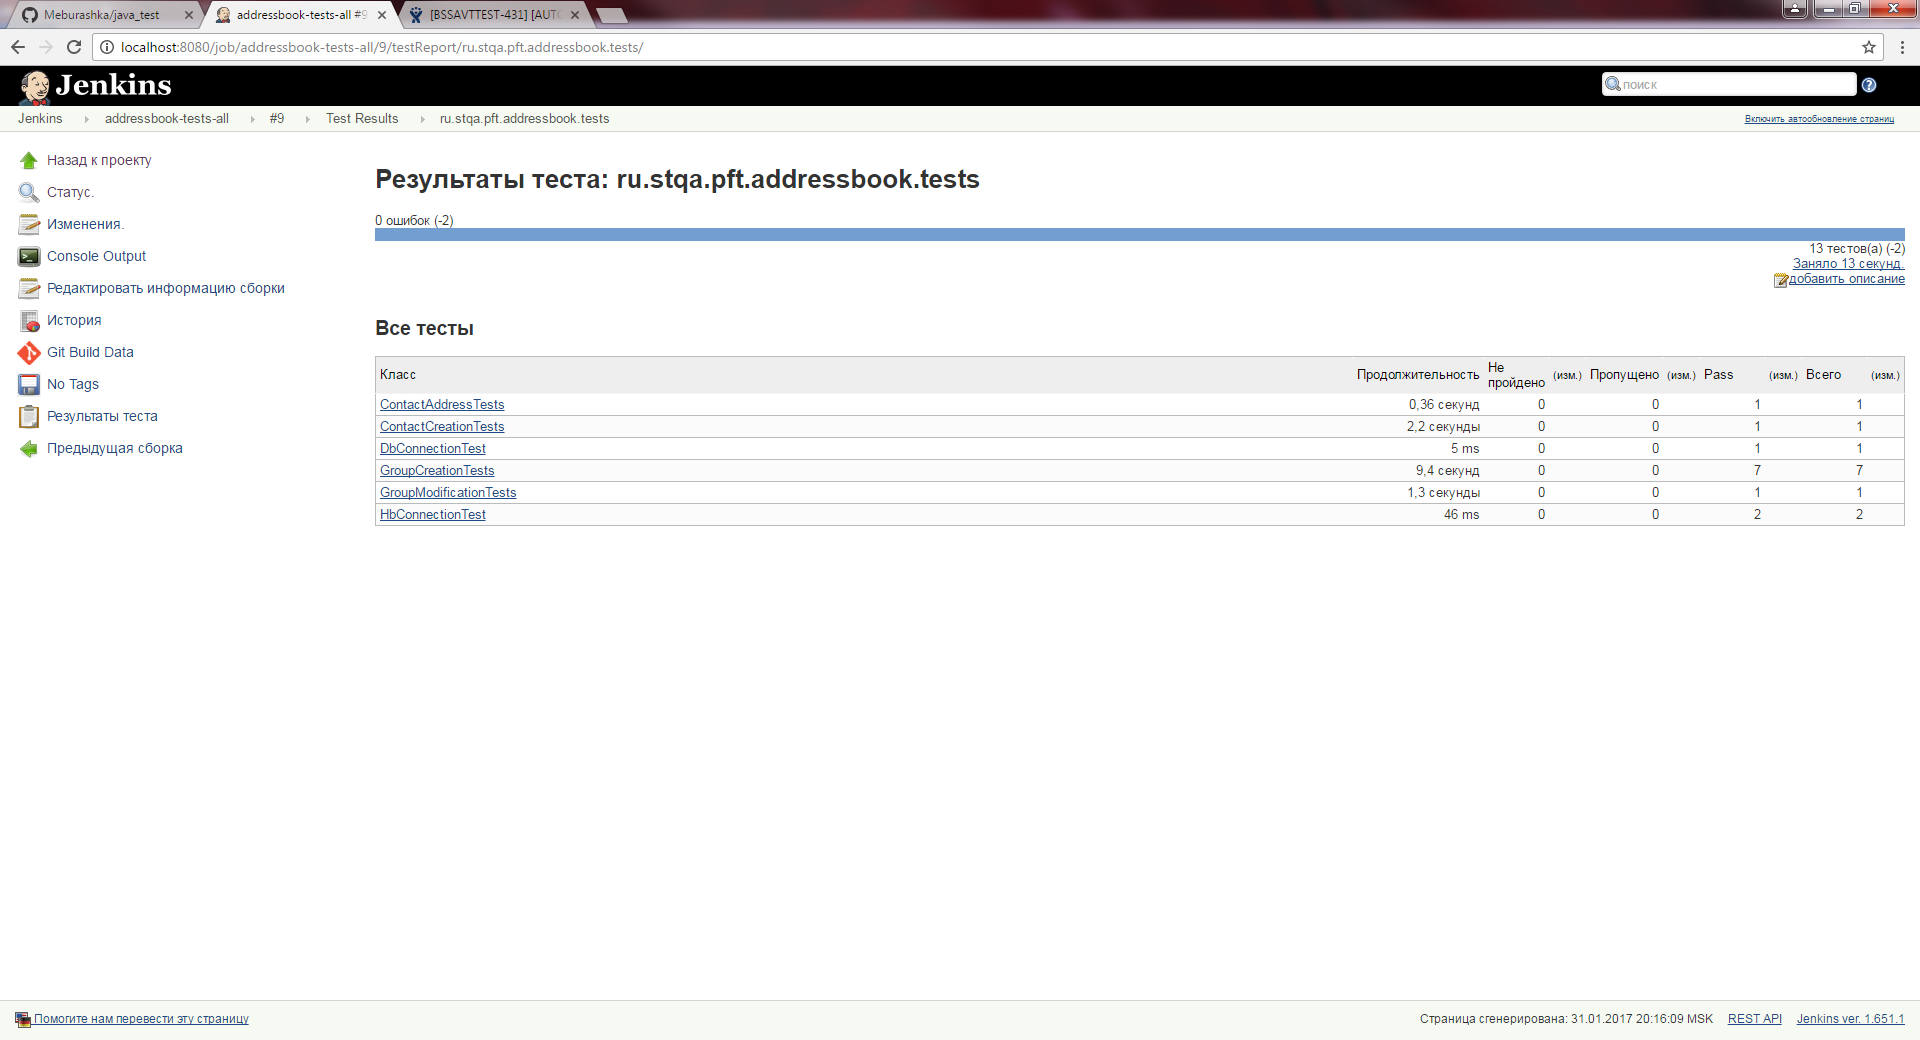 Meburashka/java_test
addressbook-tests-all #9
[BSSAVTTEST-431] [AUTO
localhost:8080/job/addressbook-tests-all/9/testReport/ru.stqa.pft.addressbook.tests/
Jenkins
поиск
Jenkins addressbook-tests-all #9 Test Results ru.stqa.pft.addressbook.tests
Включить автообновление страниц
Назад к проекту
Статус.
Изменения.
Console Output
Редактировать информацию сборки
История
Git Build Data
No Tags
Результаты теста
Предыдущая сборка
Результаты теста: ru.stqa.pft.addressbook.tests
0 ошибок (-2)
13 тестов(а) (-2)
Заняло 13 секунд.
добавить описание
Все тесты
Класс Продолжительность Не пройдено (изм.) Пропущено (изм.) Pass (изм.) Всего (изм.)
ContactAddressTests 0,36 секунд 0 0 1 1
ContactCreationTests 2,2 секунды 0 0 1 1
DbConnectionTest 5 ms 0 0 1 1
GroupCreationTests 9,4 секунд 0 0 7 7
GroupModificationTests 1,3 секунды 0 0 1 1
HbConnectionTest 46 ms 0 0 2 2
Помогите нам перевести эту страницу
Страница сгенерирована: 31.01.2017 20:16:09 MSK REST API Jenkins ver. 1.651.1